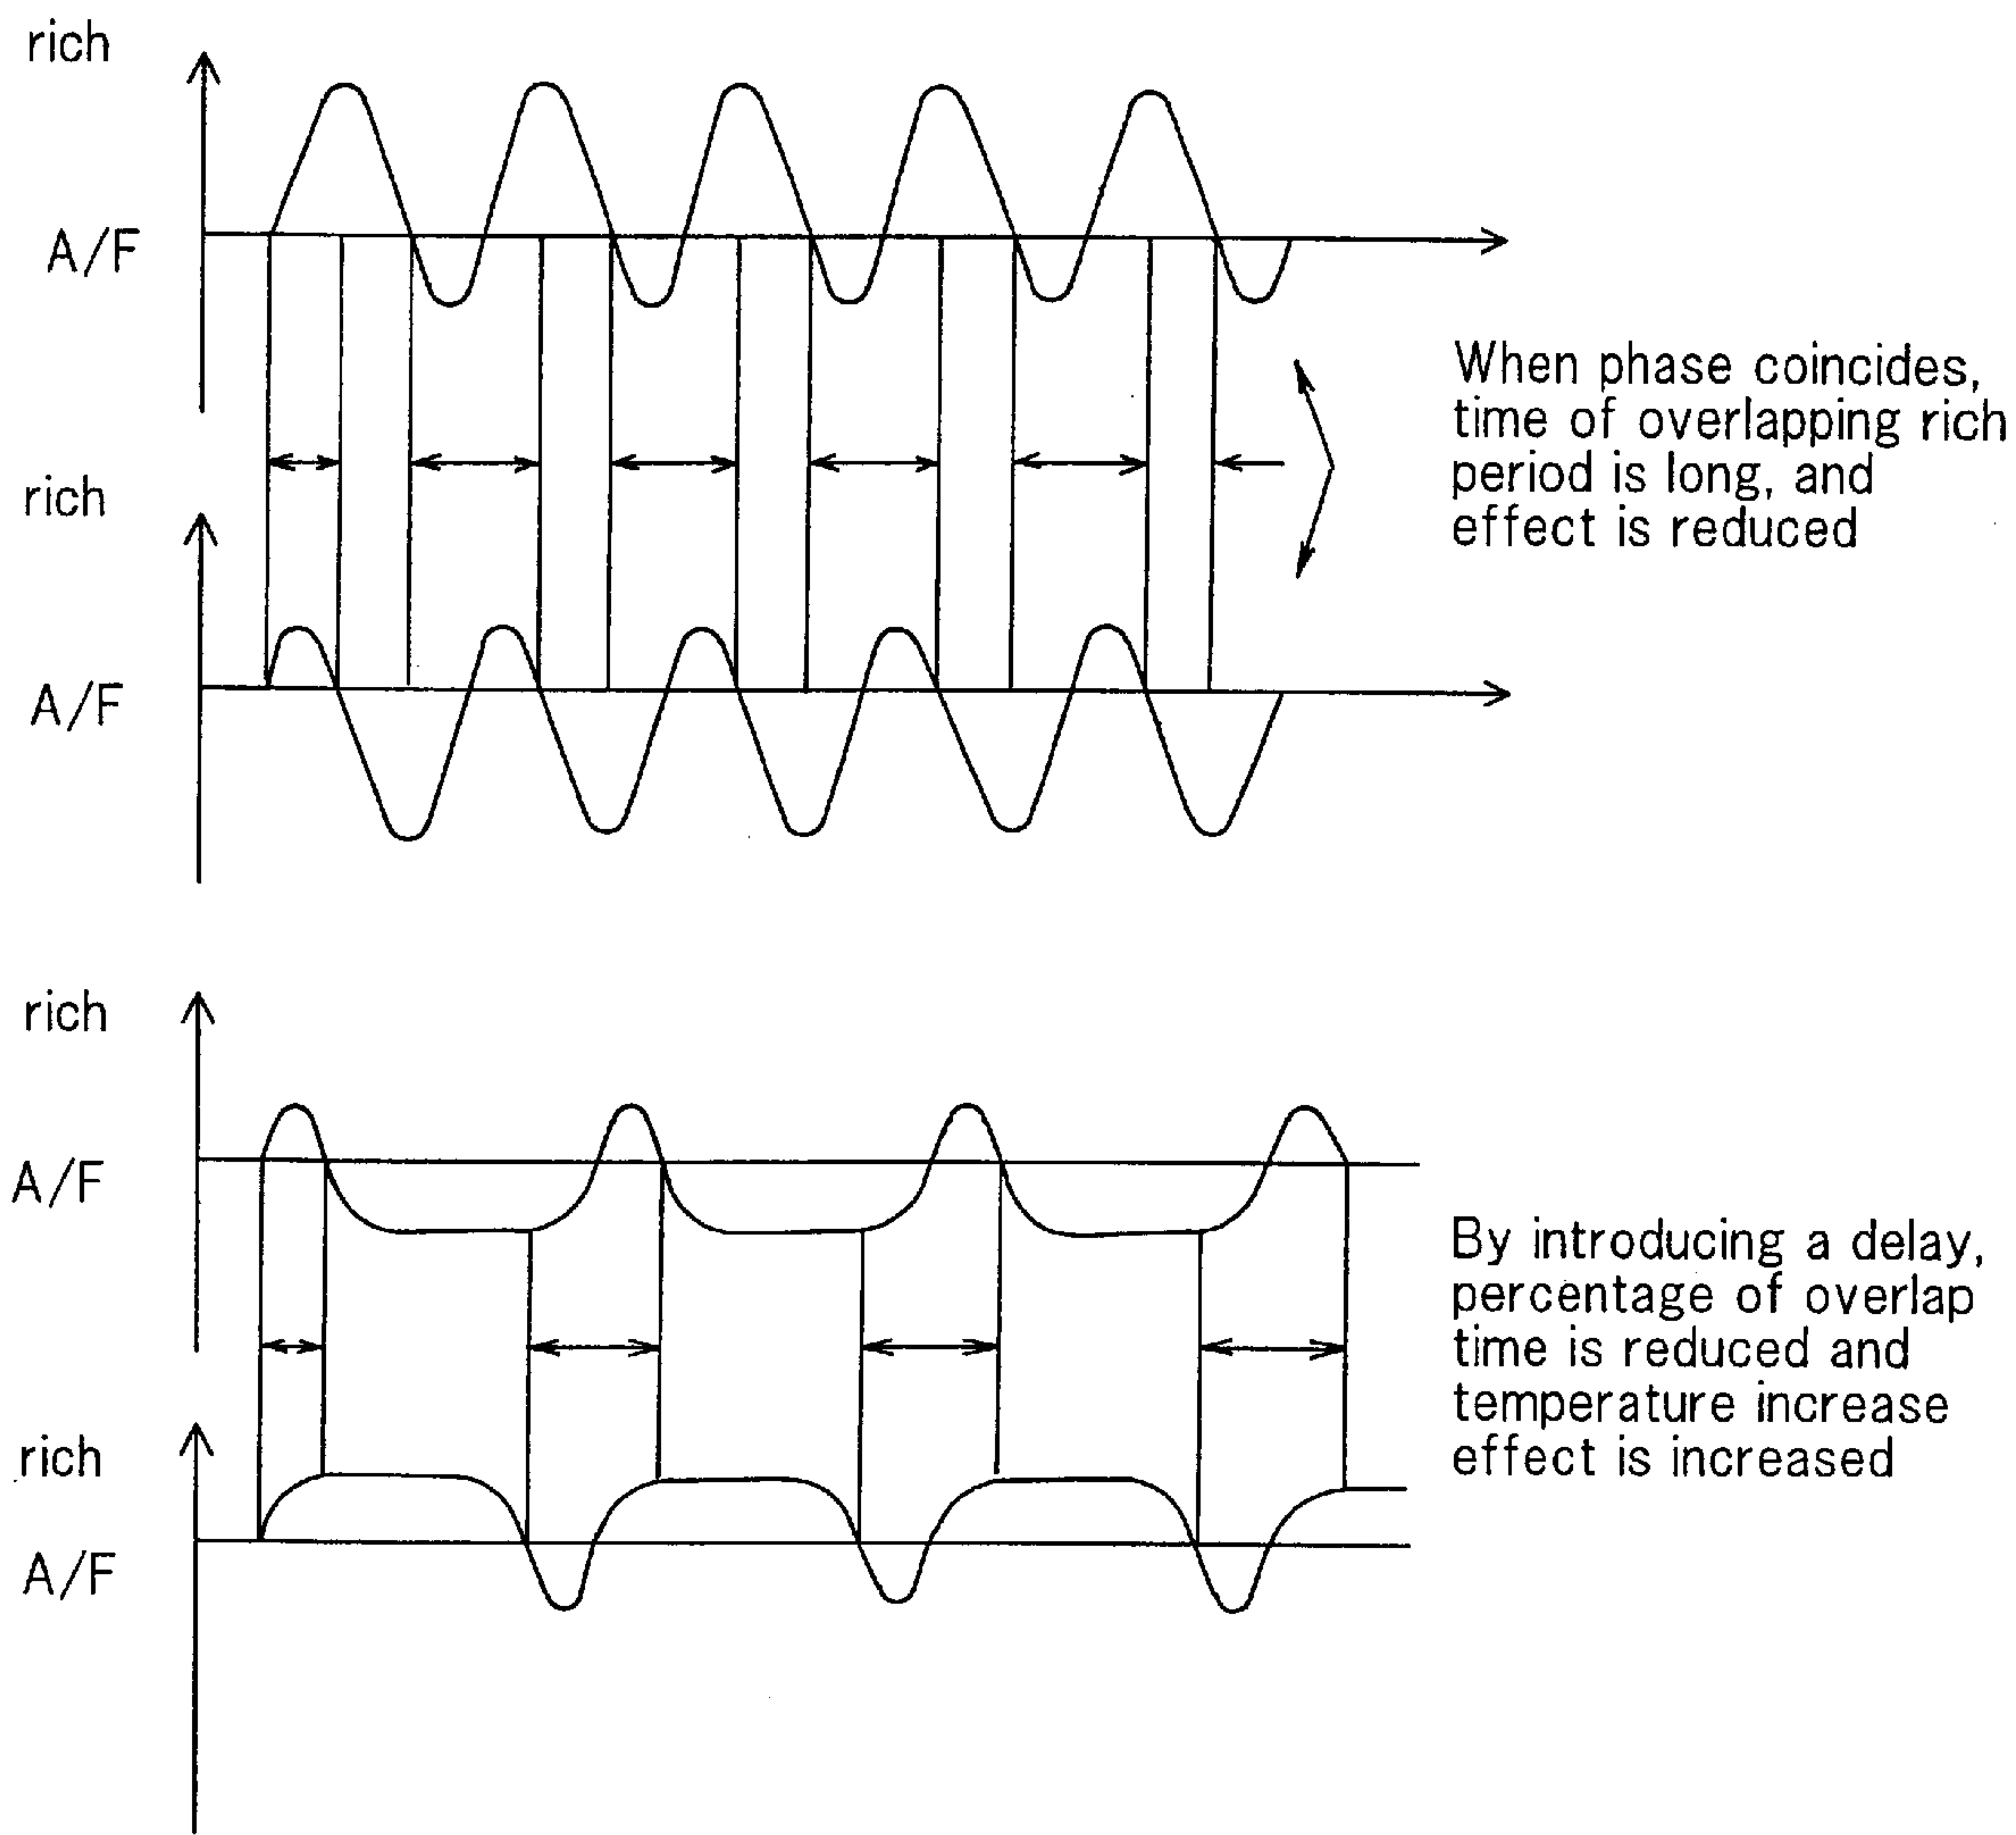 rich
A/F
When phase coincides,
time of overlapping rich
period is long, and
effect is reduced
rich
A/F
rich
A/F
By introducing a delay,
percentage of overlap
time is reduced and
temperature increase
effect is increased
rich
A/F